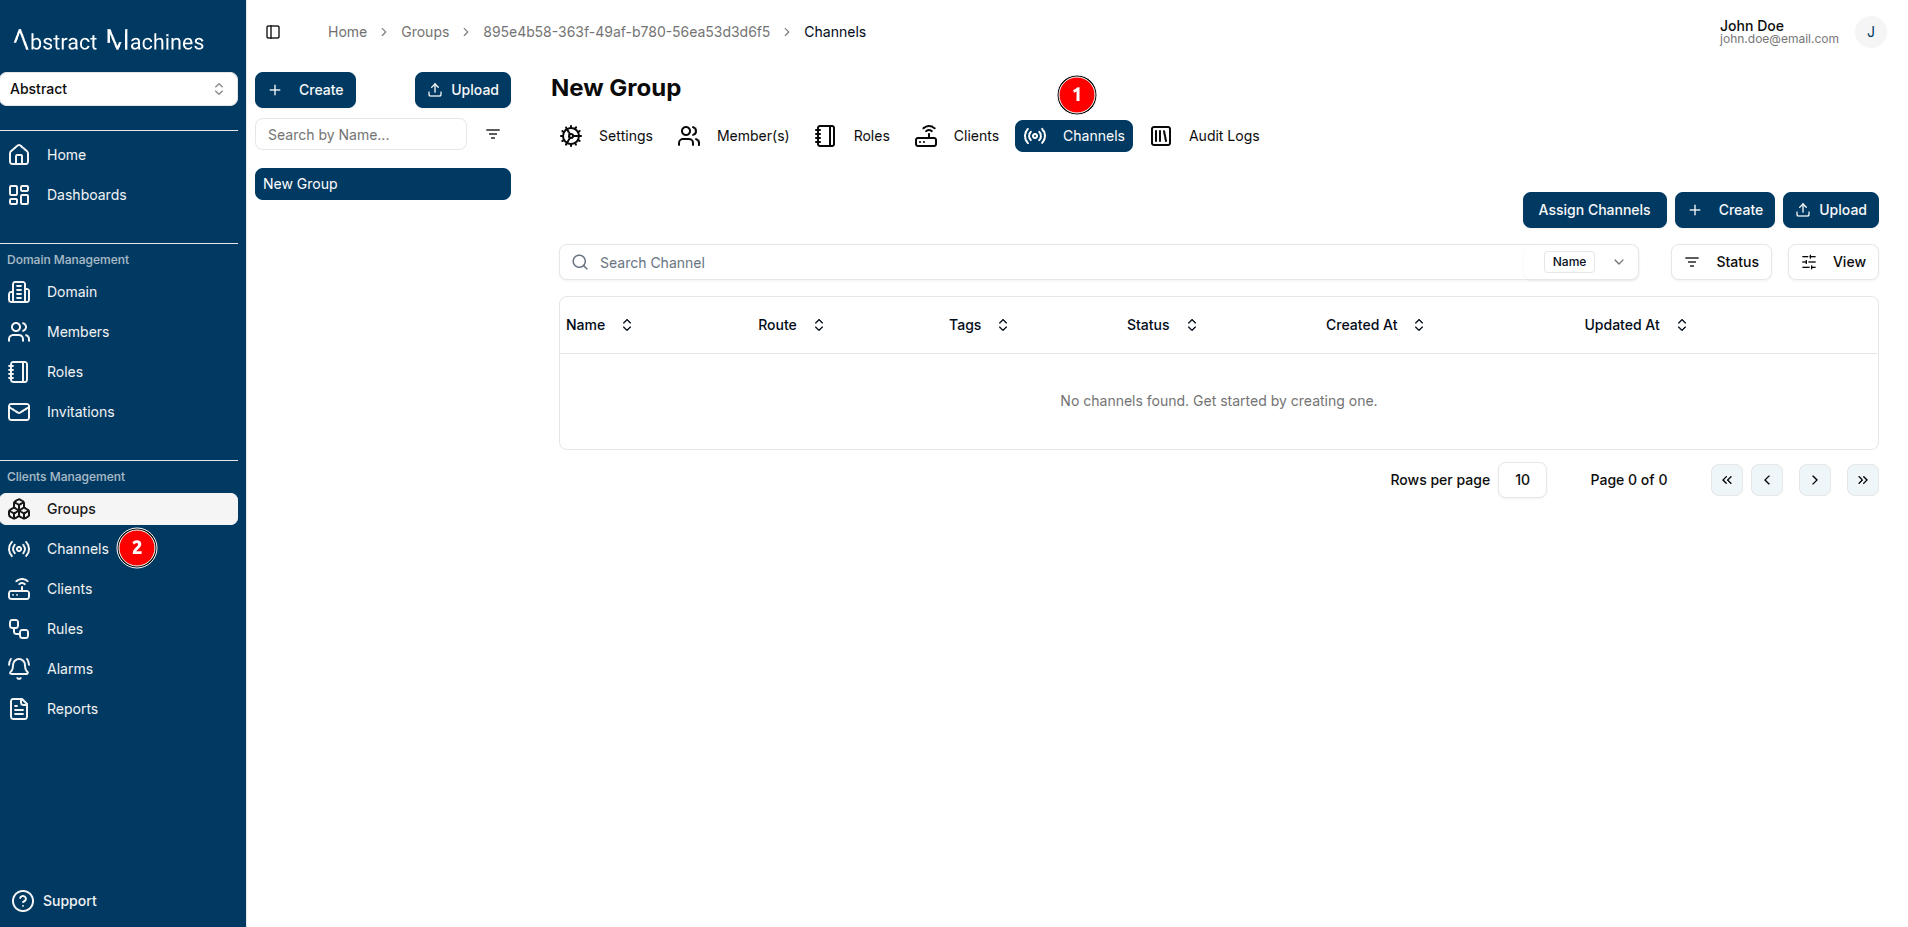 Abstract Machines
Abstract
Home
Dashboards
Domain Management
Domain
Members
Roles
Invitations
Clients Management
Groups
Channels 2
Clients
Rules
Alarms
Reports
Support
Home > Groups > 895e4b58-363f-49af-b780-56ea53d3d6f5 > Channels
John Doe
john.doe@email.com
J
+ Create Upload
Search by Name...
New Group
New Group
1
Settings Member(s) Roles Clients Channels Audit Logs
Assign Channels + Create Upload
Search Channel Name Status View
Name Route Tags Status Created At Updated At
No channels found. Get started by creating one.
Rows per page 10 Page 0 of 0